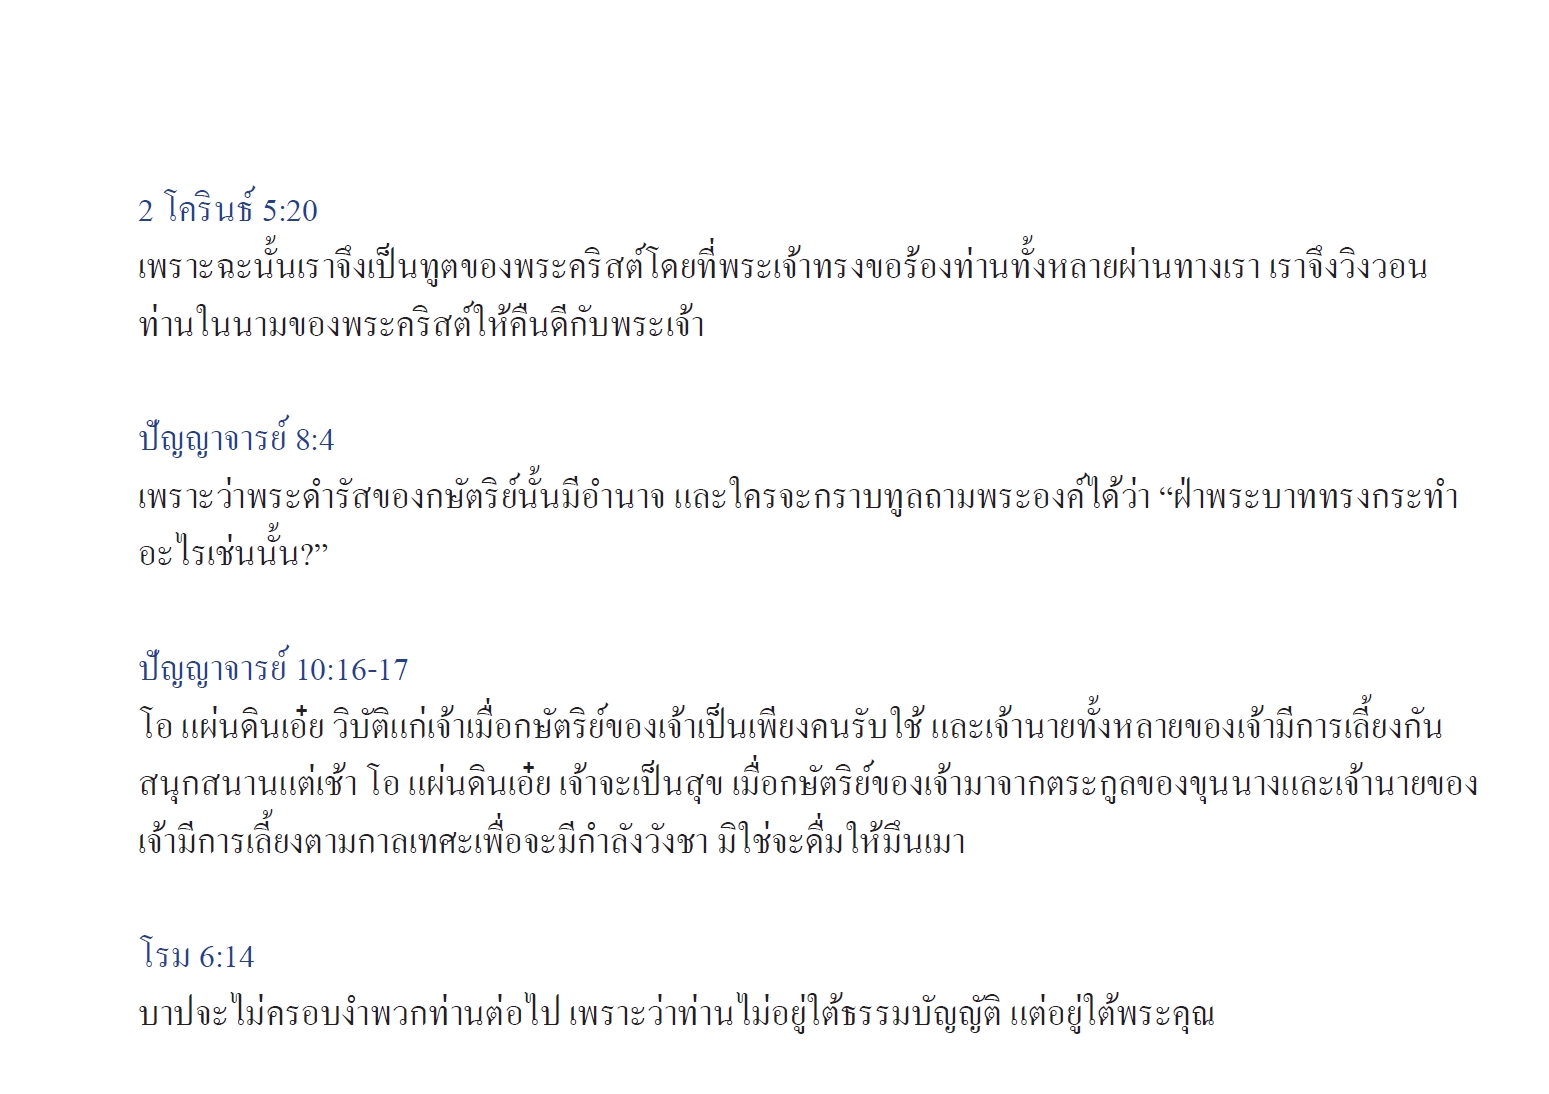 2 โครินธ์ 5:20
เพราะฉะนั้นเราจึงเป็นทูตของพระคริสต์โดยที่พระเจ้าทรงขอร้องท่านทั้งหลายผ่านทางเรา เราจึงวิงวอน
ท่านในนามของพระคริสต์ให้คืนดีกับพระเจ้า
ปัญญาจารย์ 8:4
เพราะว่าพระดำรัสของกษัตริย์นั้นมีอำนาจ และใครจะกราบทูลถามพระองค์ได้ว่า “ฝ่าพระบาททรงกระทำ
อะไรเช่นนั้น?”
ปัญญาจารย์ 10:16-17
โอ แผ่นดินเอ๋ย วิบัติแก่เจ้าเมื่อกษัตริย์ของเจ้าเป็นเพียงคนรับใช้ และเจ้านายทั้งหลายของเจ้ามีการเลี้ยงกัน
สนุกสนานแต่เช้า โอ แผ่นดินเอ๋ย เจ้าจะเป็นสุข เมื่อกษัตริย์ของเจ้ามาจากตระกูลของขุนนางและเจ้านายของ
เจ้ามีการเลี้ยงตามกาลเทศะเพื่อจะมีกำลังวังชา มิใช่จะดื่มให้มึนเมา
โรม 6:14
บาปจะไม่ครอบงำพวกท่านต่อไป เพราะว่าท่านไม่อยู่ใต้ธรรมบัญญัติ แต่อยู่ใต้พระคุณ